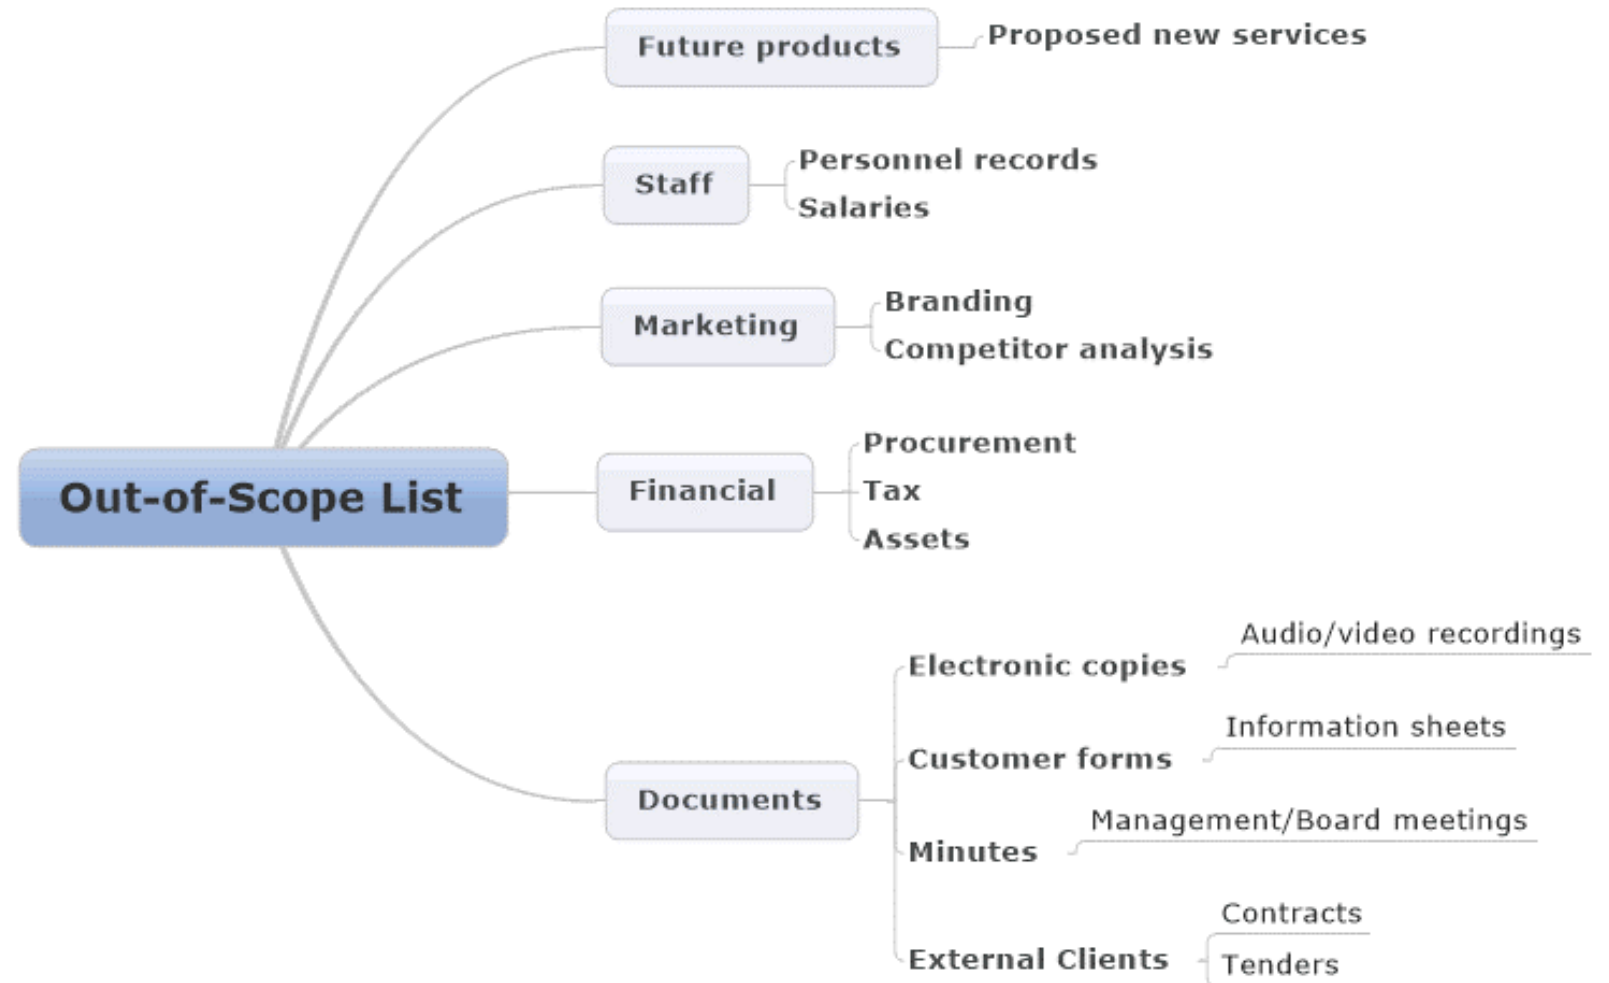 Future products
Proposed new services
Staff
Personnel records
Salaries
Marketing
Branding
Competitor analysis
Out-of-Scope List
Financial
Procurement
Tax
Assets
Documents
Electronic copies
Audio/video recordings
Customer forms
Information sheets
Minutes
Management/Board meetings
External Clients
Contracts
Tenders